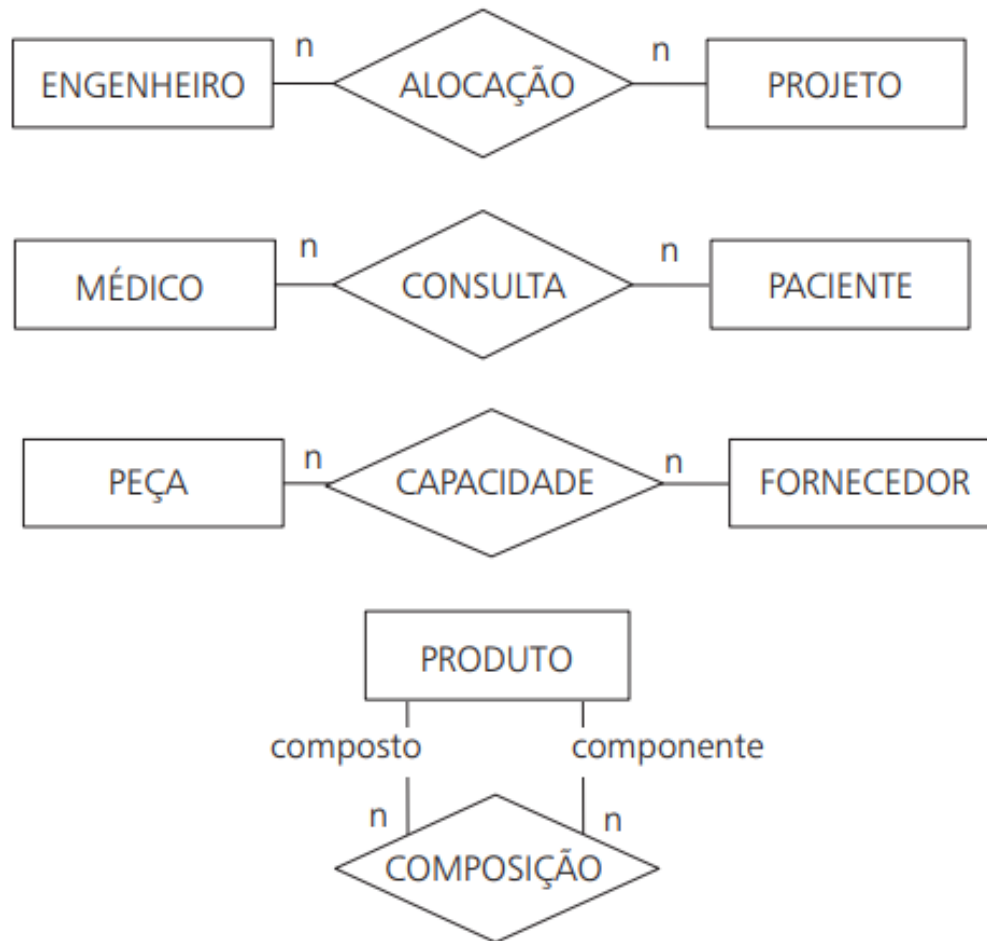 n n
ENGENHEIRO ALOCAÇÃO PROJETO
n n
MÉDICO CONSULTA PACIENTE
n n
PEÇA CAPACIDADE FORNECEDOR
PRODUTO
composto componente
n n
COMPOSIÇÃO